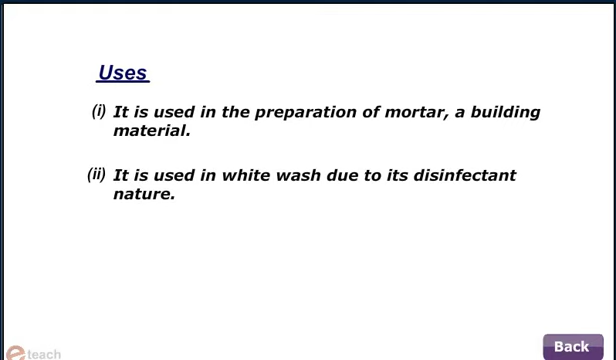 Uses
(i) It is used in the preparation of mortar, a building
material.
(ii) It is used in white wash due to its disinfectant
nature.
e teach
Back